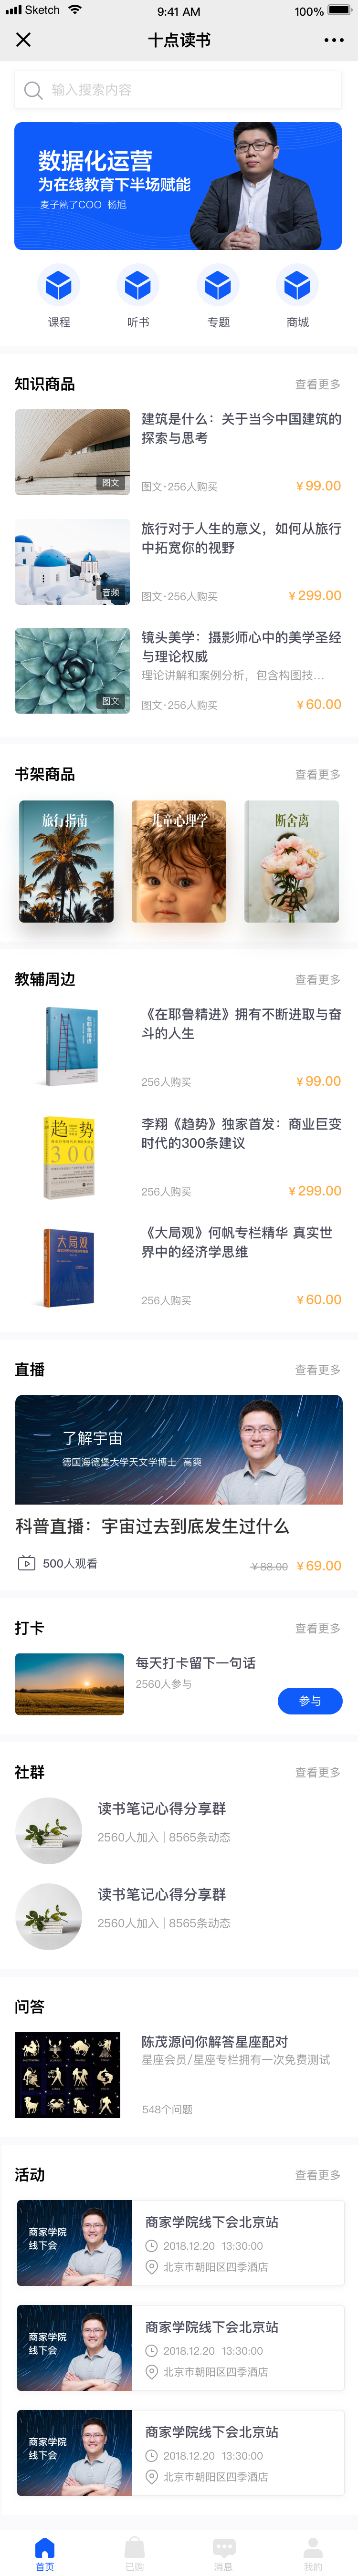 Sketch 9:41 AM 100%
十点读书
输入搜索内容
数据化运营
为在线教育下半场赋能
麦子熟了COO 杨旭
课程 听书 专题 商城
知识商品 查看更多
建筑是什么：关于当今中国建筑的
探索与思考
图文
图文·256人购买 ¥99.00
旅行对于人生的意义，如何从旅行
中拓宽你的视野
音频
图文·256人购买 ¥299.00
镜头美学：摄影师心中的美学圣经
与理论权威
理论讲解和案例分析，包含构图技...
图文
图文·256人购买 ¥60.00
书架商品 查看更多
旅行指南 儿童心理学 断舍离
教辅周边 查看更多
在耶鲁精进
《在耶鲁精进》拥有不断进取与奋
斗的人生
256人购买 ¥99.00
趋势
300
李翔《趋势》独家首发：商业巨变
时代的300条建议
256人购买 ¥299.00
大局观
《大局观》何帆专栏精华 真实世
界中的经济学思维
256人购买 ¥60.00
直播 查看更多
了解宇宙
德国海德堡大学天文学博士 高爽
科普直播：宇宙过去到底发生过什么
500人观看 ¥88.00 ¥69.00
打卡 查看更多
每天打卡留下一句话
2560人参与
参与
社群 查看更多
读书笔记心得分享群
2560人加入 | 8565条动态
读书笔记心得分享群
2560人加入 | 8565条动态
问答
陈茂源问你解答星座配对
星座会员/星座专栏拥有一次免费测试
548个问题
活动 查看更多
商家学院
线下会
商家学院线下会北京站
2018.12.20 13:30:00
北京市朝阳区四季酒店
商家学院
线下会
商家学院线下会北京站
2018.12.20 13:30:00
北京市朝阳区四季酒店
商家学院
线下会
商家学院线下会北京站
2018.12.20 13:30:00
北京市朝阳区四季酒店
首页 已购 消息 我的